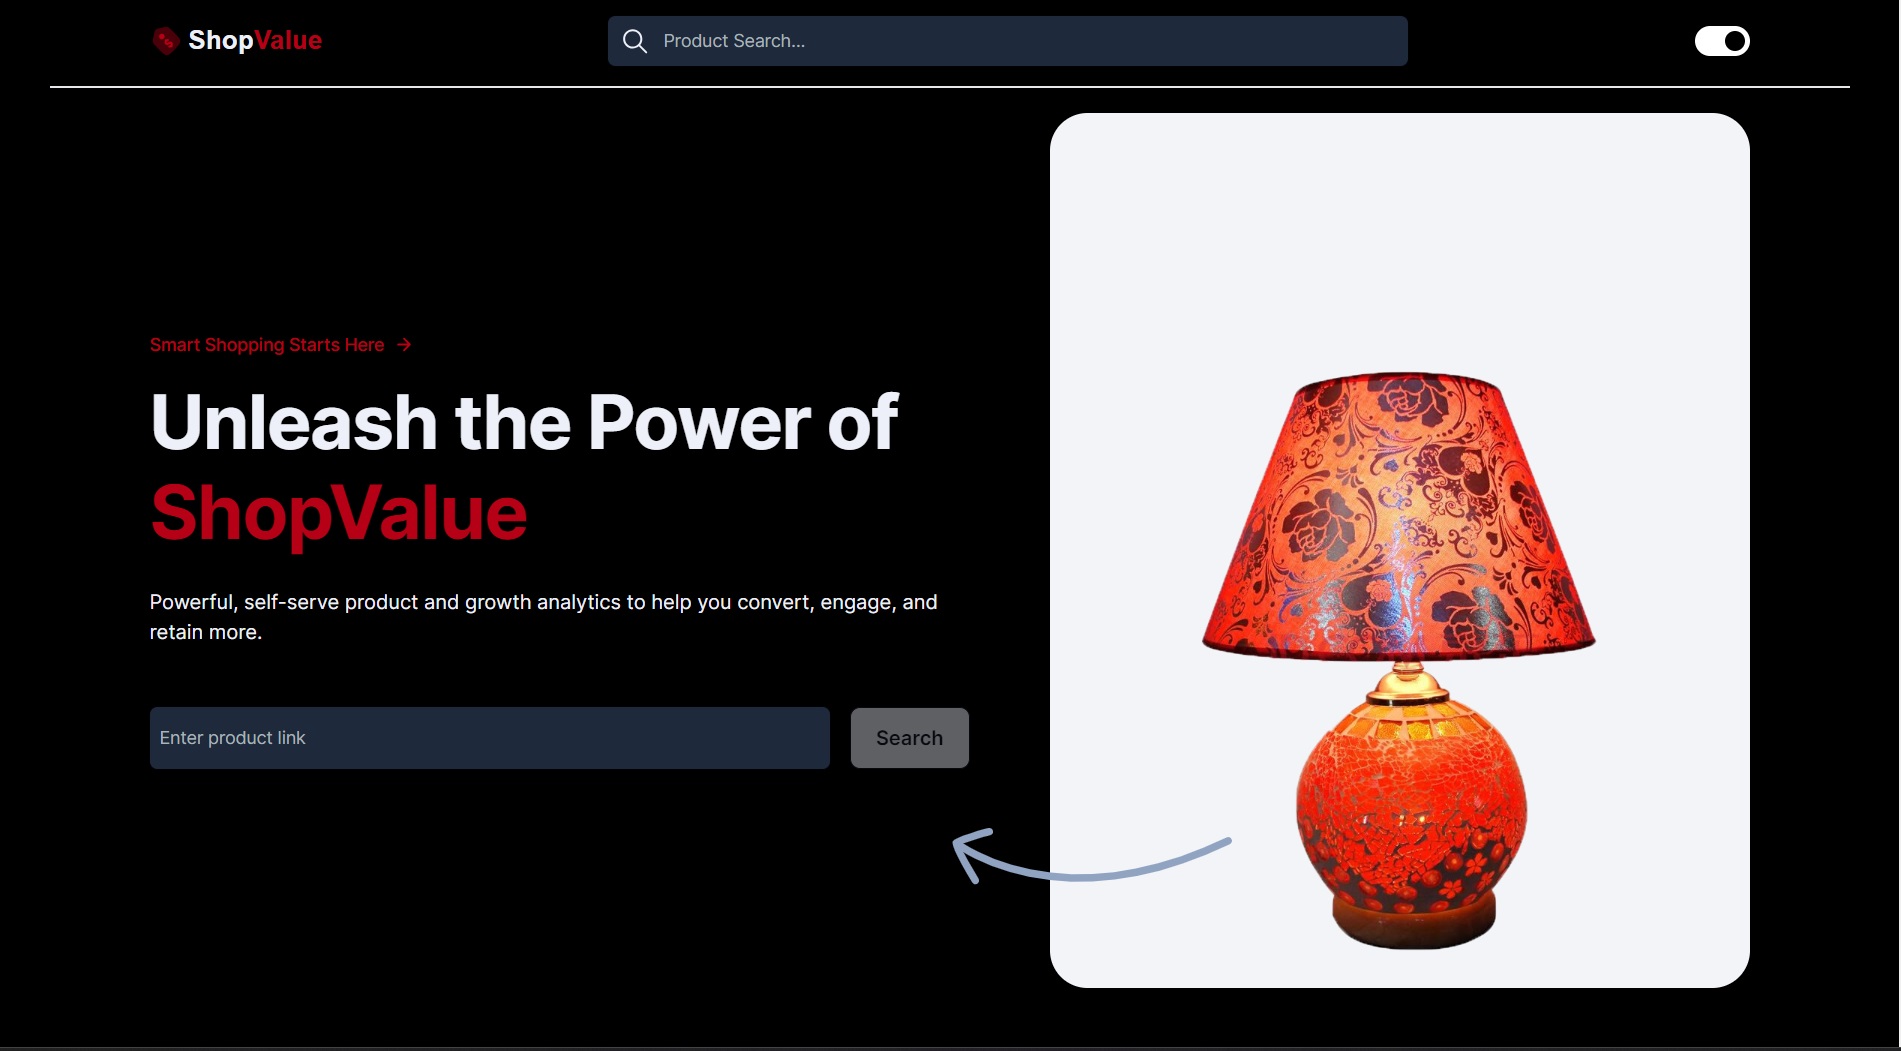 ShopValue
Product Search...
Smart Shopping Starts Here
Unleash the Power of
ShopValue
Powerful, self-serve product and growth analytics to help you convert, engage, and
retain more.
Enter product link
Search